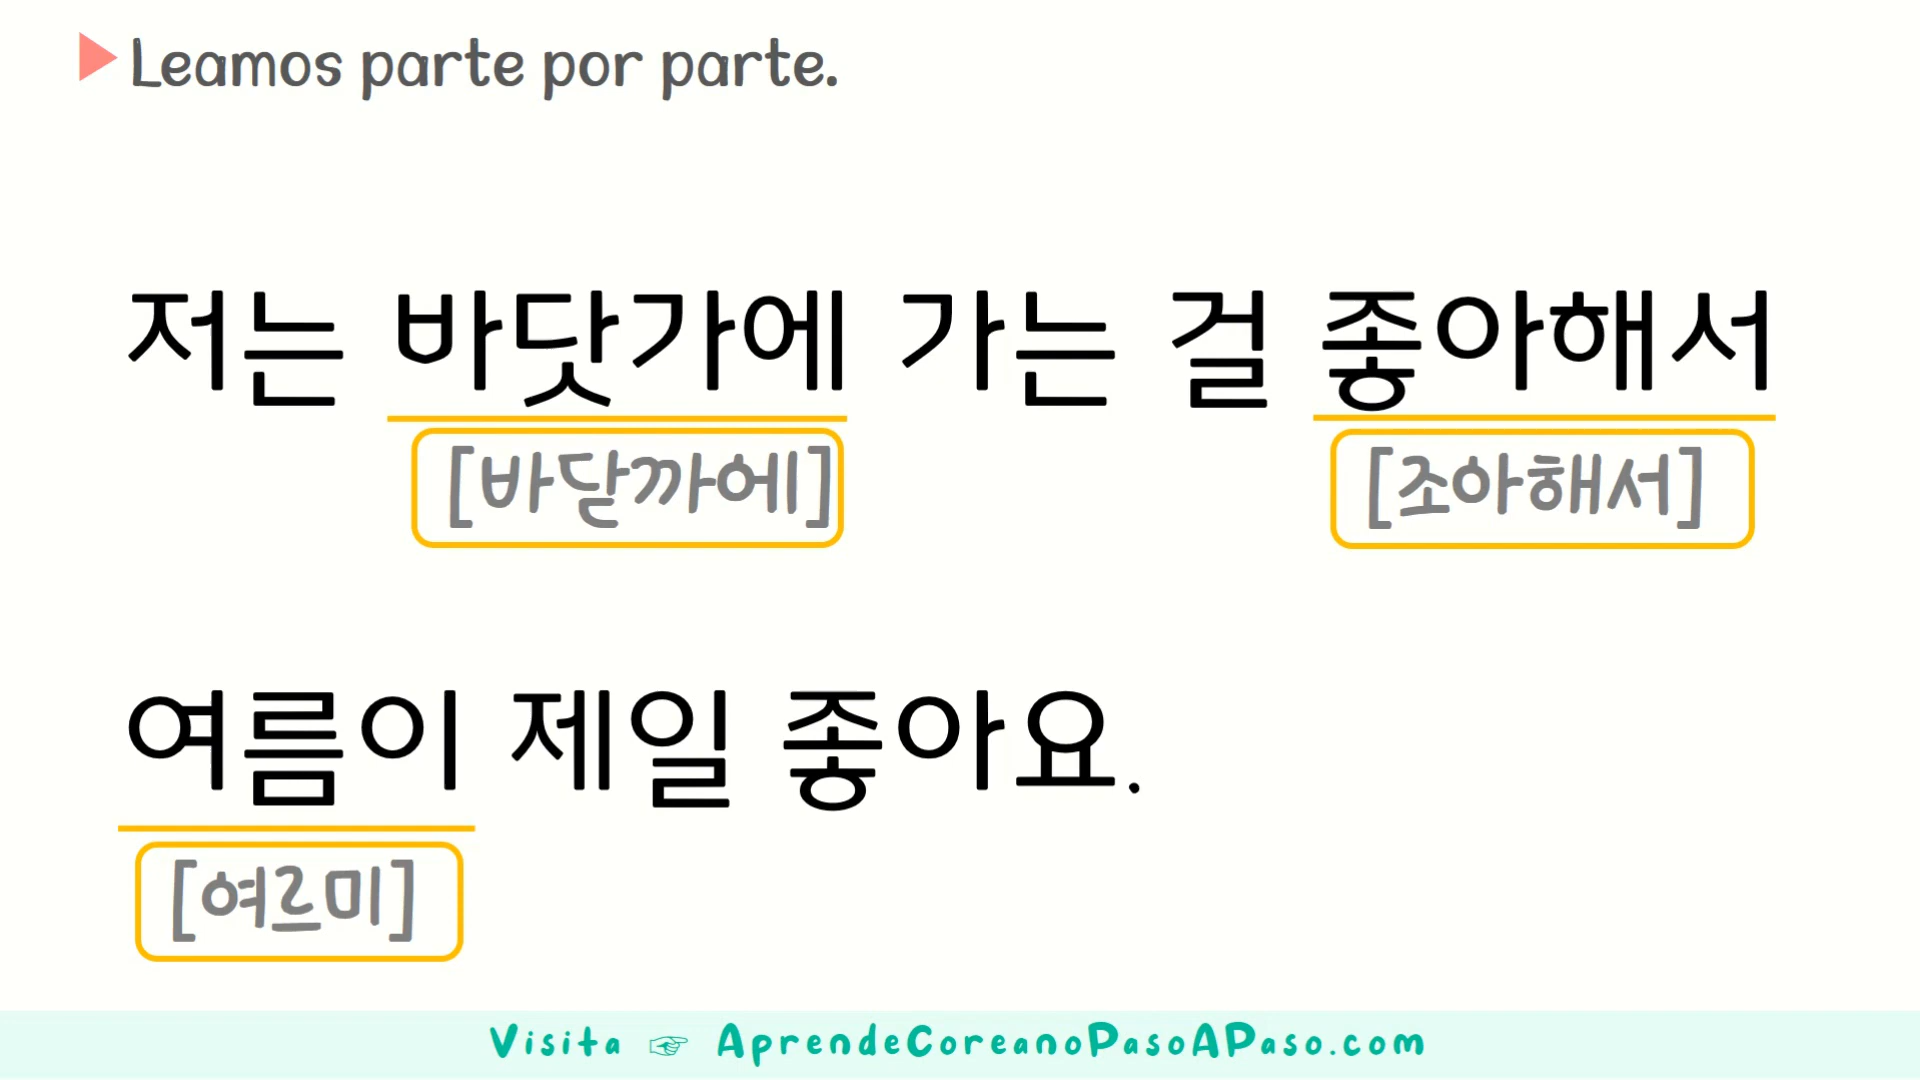 Leamos parte por parte.
저는 바닷가에 가는 걸 좋아해서
[바닫까에] [조아해서]
여름이 제일 좋아요.
[여르미]
Visita ☞ AprendeCoreanoPasoAPaso.com